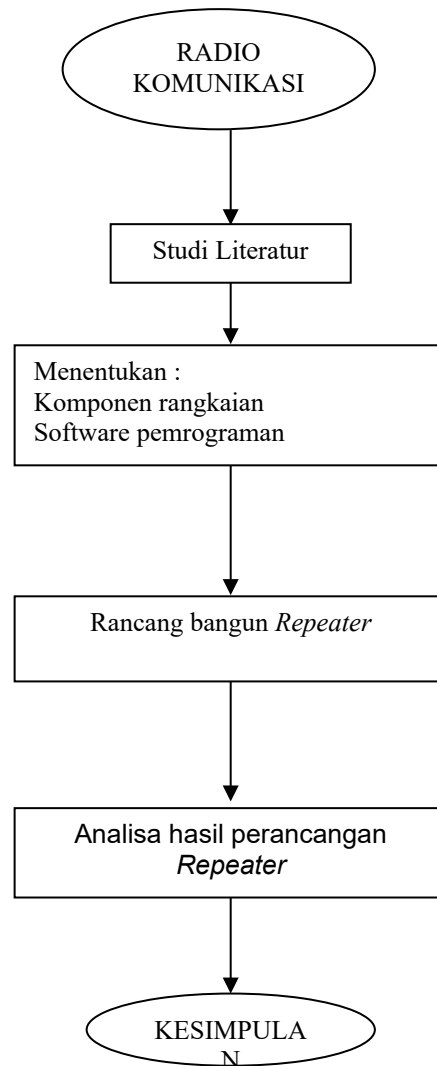 RADIO
KOMUNIKASI
Studi Literatur
Menentukan :
Komponen rangkaian
Software pemrograman
Rancang bangun Repeater
Analisa hasil perancangan
Repeater
KESIMPULA
N